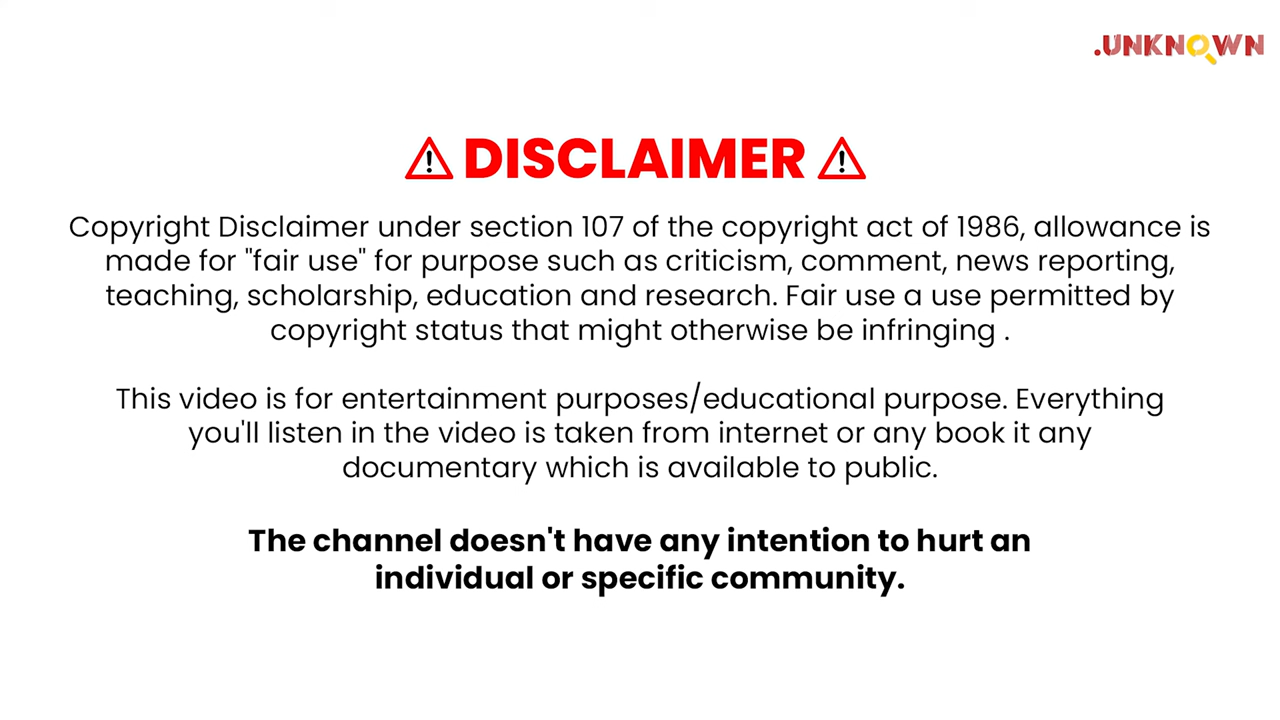 .UNKNOWN
⚠ DISCLAIMER ⚠
Copyright Disclaimer under section 107 of the copyright act of 1986, allowance is
made for "fair use" for purpose such as criticism, comment, news reporting,
teaching, scholarship, education and research. Fair use a use permitted by
copyright status that might otherwise be infringing .
This video is for entertainment purposes/educational purpose. Everything
you'll listen in the video is taken from internet or any book it any
documentary which is available to public.
The channel doesn't have any intention to hurt an
individual or specific community.